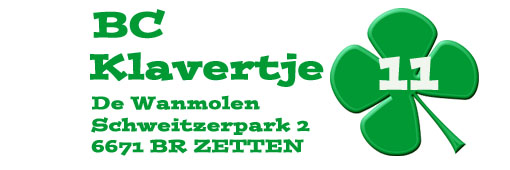 BC
Klavertje
11
De Wanmolen
Schweitzerpark 2
6671 BR ZETTEN